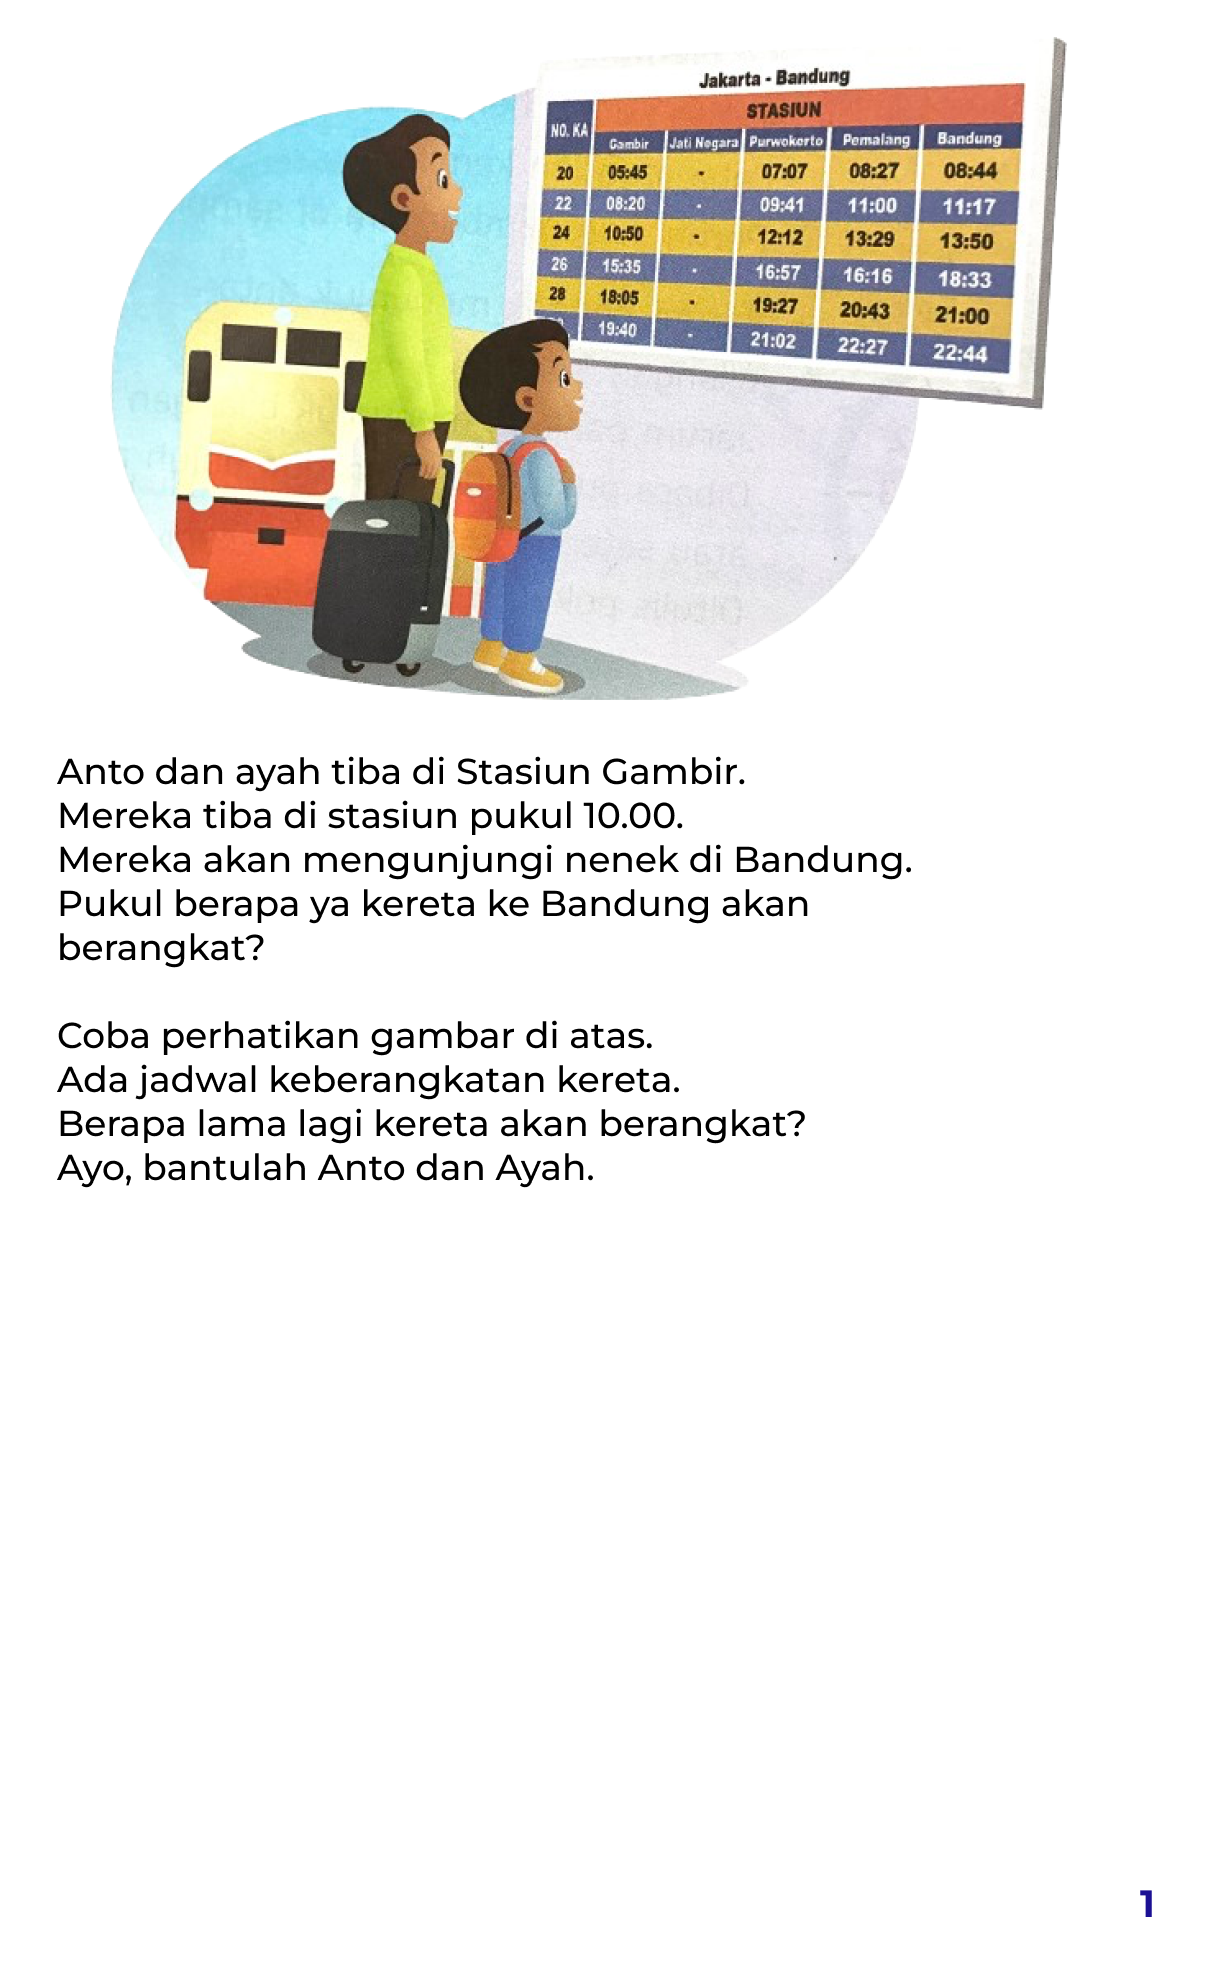 Jakarta - Bandung
STASIUN
NO. KA
Gambir Jati Negara Purwokerto Pemalang Bandung
20 05:45 - 07:07 08:27 08:44
22 08:20 - 09:41 11:00 11:17
24 10:50 - 12:12 13:29 13:50
26 15:35 - 16:57 16:16 18:33
28 18:05 - 19:27 20:43 21:00
19:40 - 21:02 22:27 22:44
Anto dan ayah tiba di Stasiun Gambir.
Mereka tiba di stasiun pukul 10.00.
Mereka akan mengunjungi nenek di Bandung.
Pukul berapa ya kereta ke Bandung akan
berangkat?
Coba perhatikan gambar di atas.
Ada jadwal keberangkatan kereta.
Berapa lama lagi kereta akan berangkat?
Ayo, bantulah Anto dan Ayah.
1